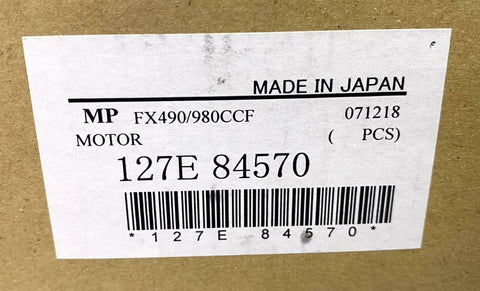 MADE IN JAPAN
MP FX490/980CCF 071218
MOTOR ( PCS)
127E 84570
*127E 84570*